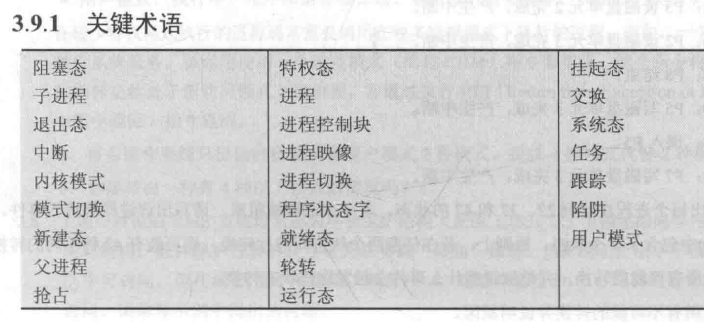 3.9.1 关键术语
阻塞态 特权态 挂起态
子进程 进程 交换
退出态 进程控制块 系统态
中断 进程映像 任务
内核模式 进程切换 跟踪
模式切换 程序状态字 陷阱
新建态 就绪态 用户模式
父进程 轮转
抢占 运行态